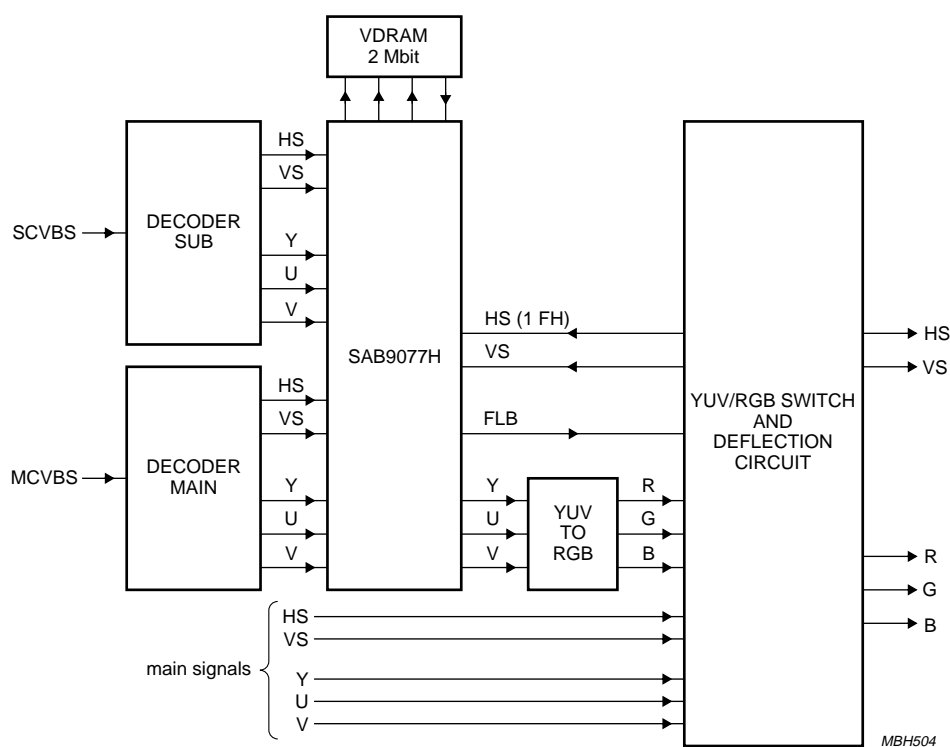 VDRAM
2 Mbit
SCVBS
DECODER
SUB
HS
VS
Y
U
V
MCVBS
DECODER
MAIN
HS
VS
Y
U
V
SAB9077H
HS (1 FH)
VS
FLB
Y
U
V
YUV
TO
RGB
R
G
B
YUV/RGB SWITCH
AND
DEFLECTION
CIRCUIT
HS
VS
R
G
B
main signals
HS
VS
Y
U
V
MBH504